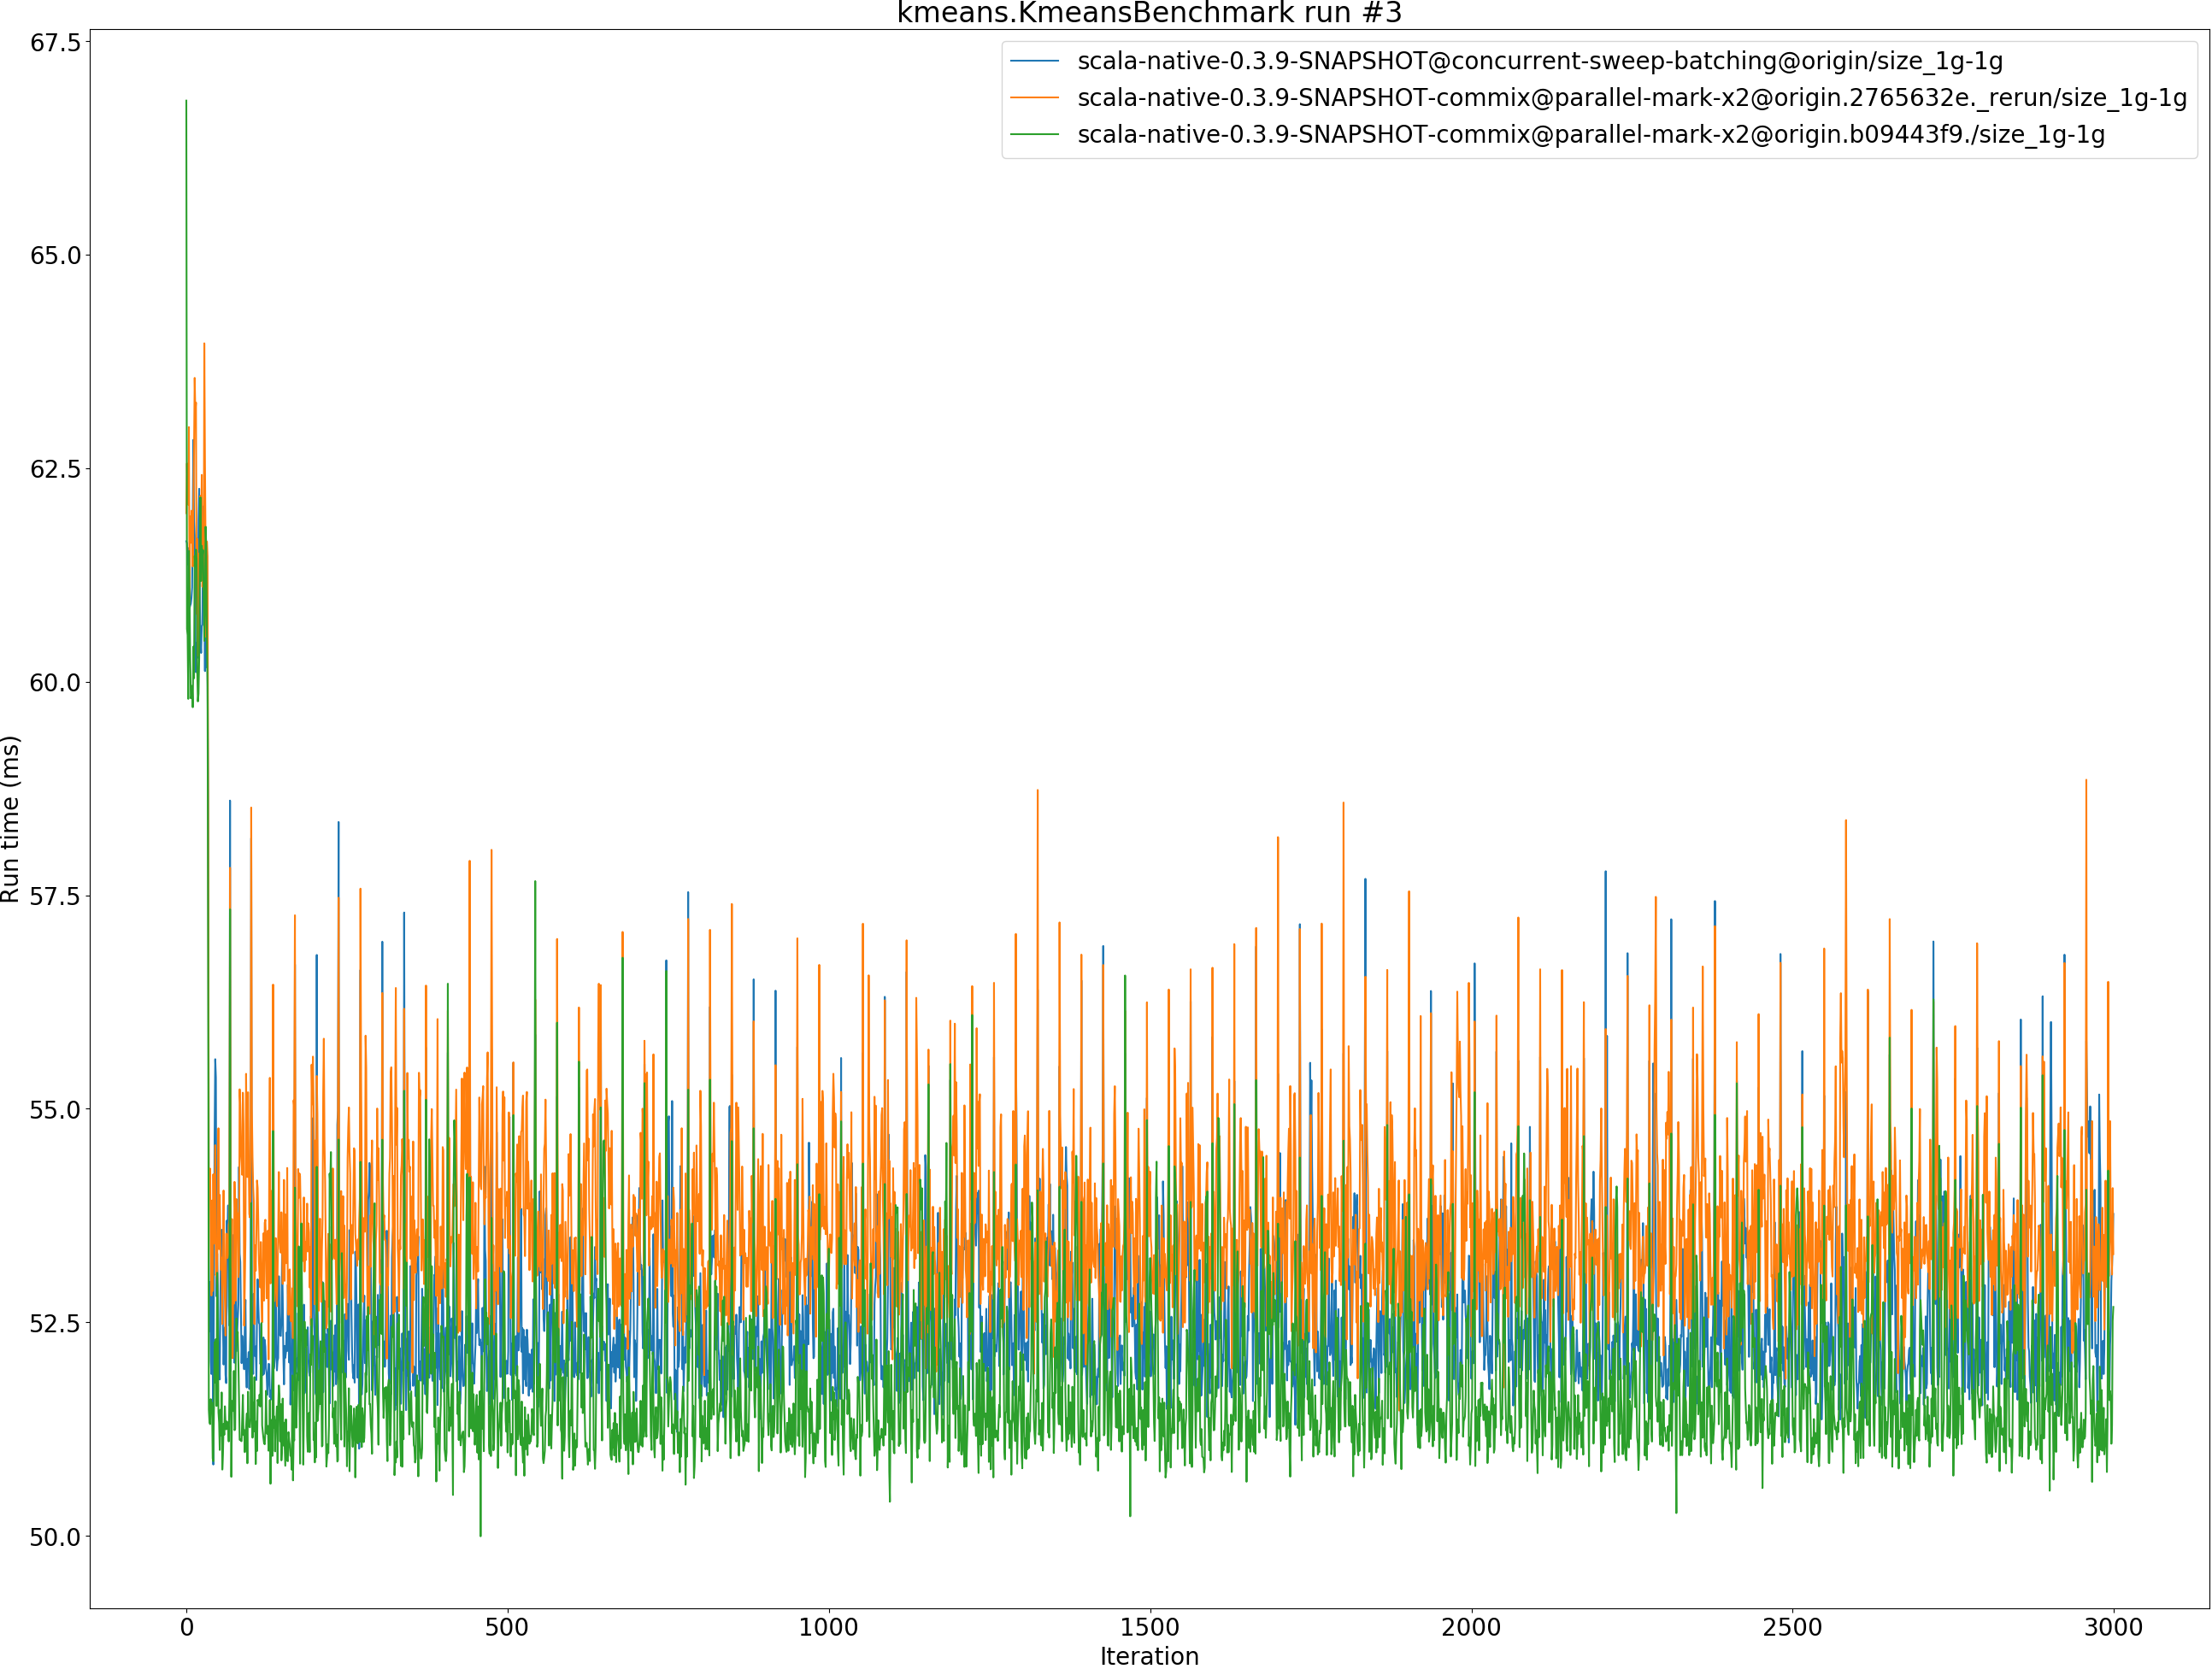 kmeans.KmeansBenchmark run #3
scala-native-0.3.9-SNAPSHOT@concurrent-sweep-batching@origin/size_1g-1g
scala-native-0.3.9-SNAPSHOT-commix@parallel-mark-x2@origin.2765632e._rerun/size_1g-1g
scala-native-0.3.9-SNAPSHOT-commix@parallel-mark-x2@origin.b09443f9./size_1g-1g
Run time (ms)
67.5
65.0
62.5
60.0
57.5
55.0
52.5
50.0
0 500 1000 1500 2000 2500 3000
Iteration